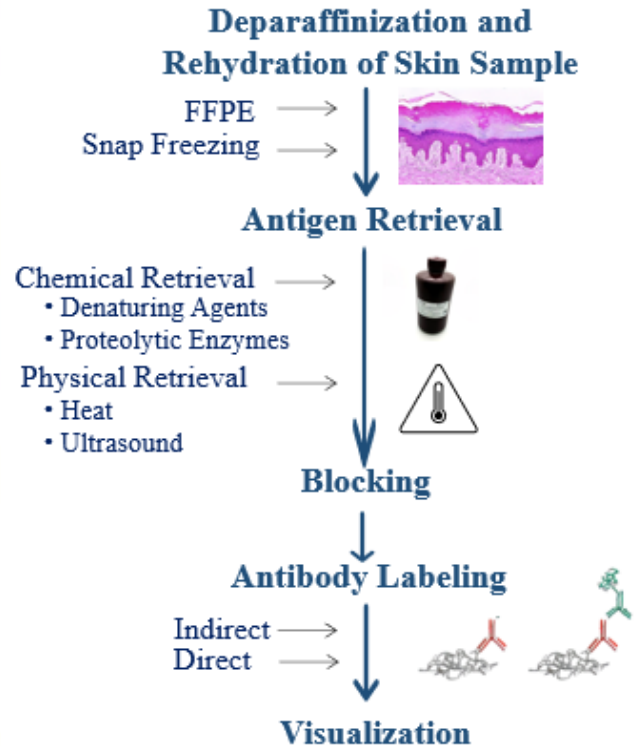 Deparaffinization and
Rehydration of Skin Sample
FFPE
Snap Freezing
Antigen Retrieval
Chemical Retrieval
• Denaturing Agents
• Proteolytic Enzymes
Physical Retrieval
• Heat
• Ultrasound
Blocking
Antibody Labeling
Indirect
Direct
Visualization